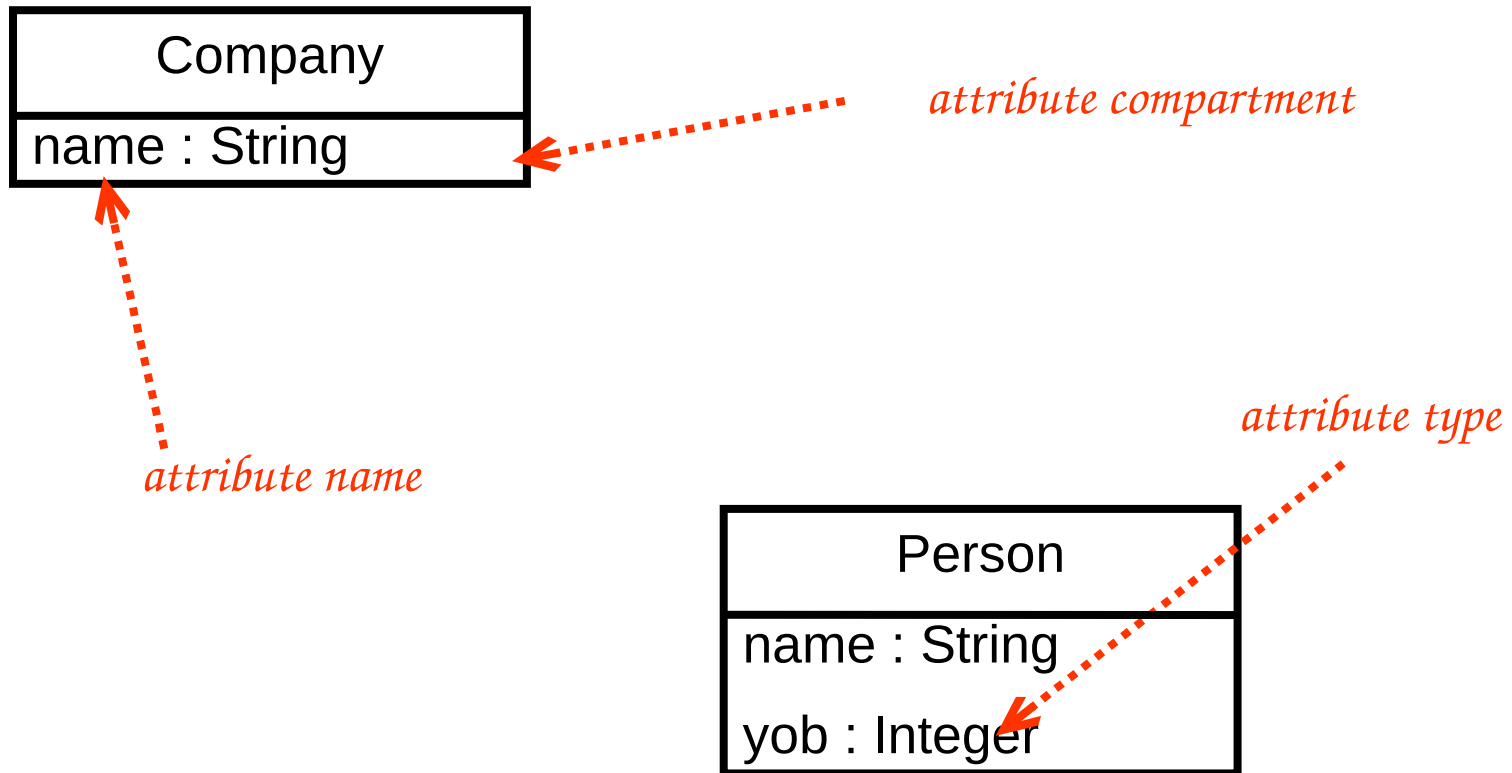 Company
name : String
attribute compartment
attribute name
attribute type
Person
name : String
yob : Integer